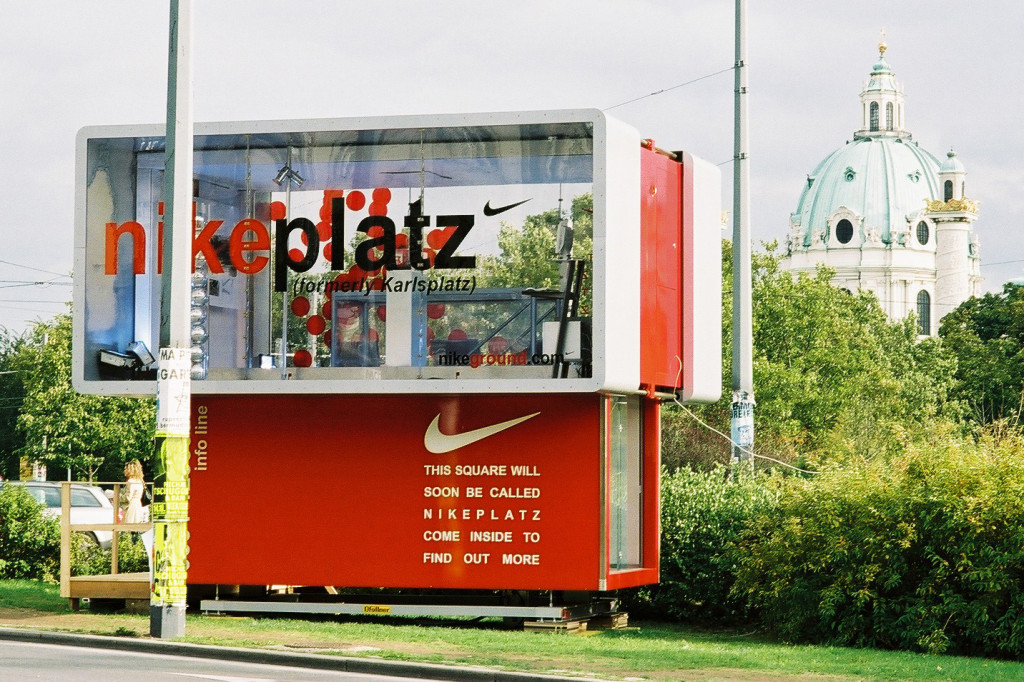 nikeplatz
(formerly Karlsplatz)
nikeground.com
info line
THIS SQUARE WILL
SOON BE CALLED
NIKEPLATZ
COME INSIDE TO
FIND OUT MORE
Dfüllner